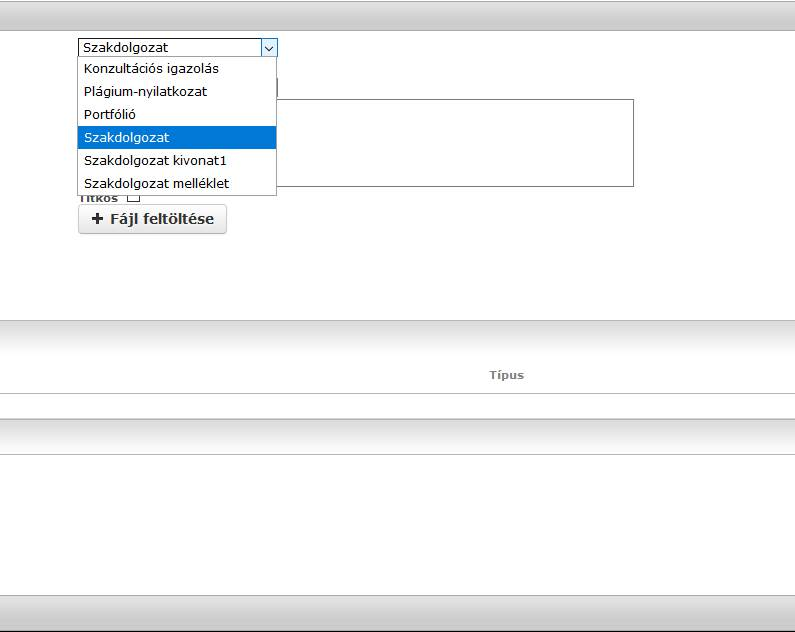 Szakdolgozat
Konzultációs igazolás
Plágium-nyilatkozat
Portfólió
Szakdolgozat
Szakdolgozat kivonat1
Szakdolgozat melléklet
Titkos
+ Fájl feltöltése
Típus